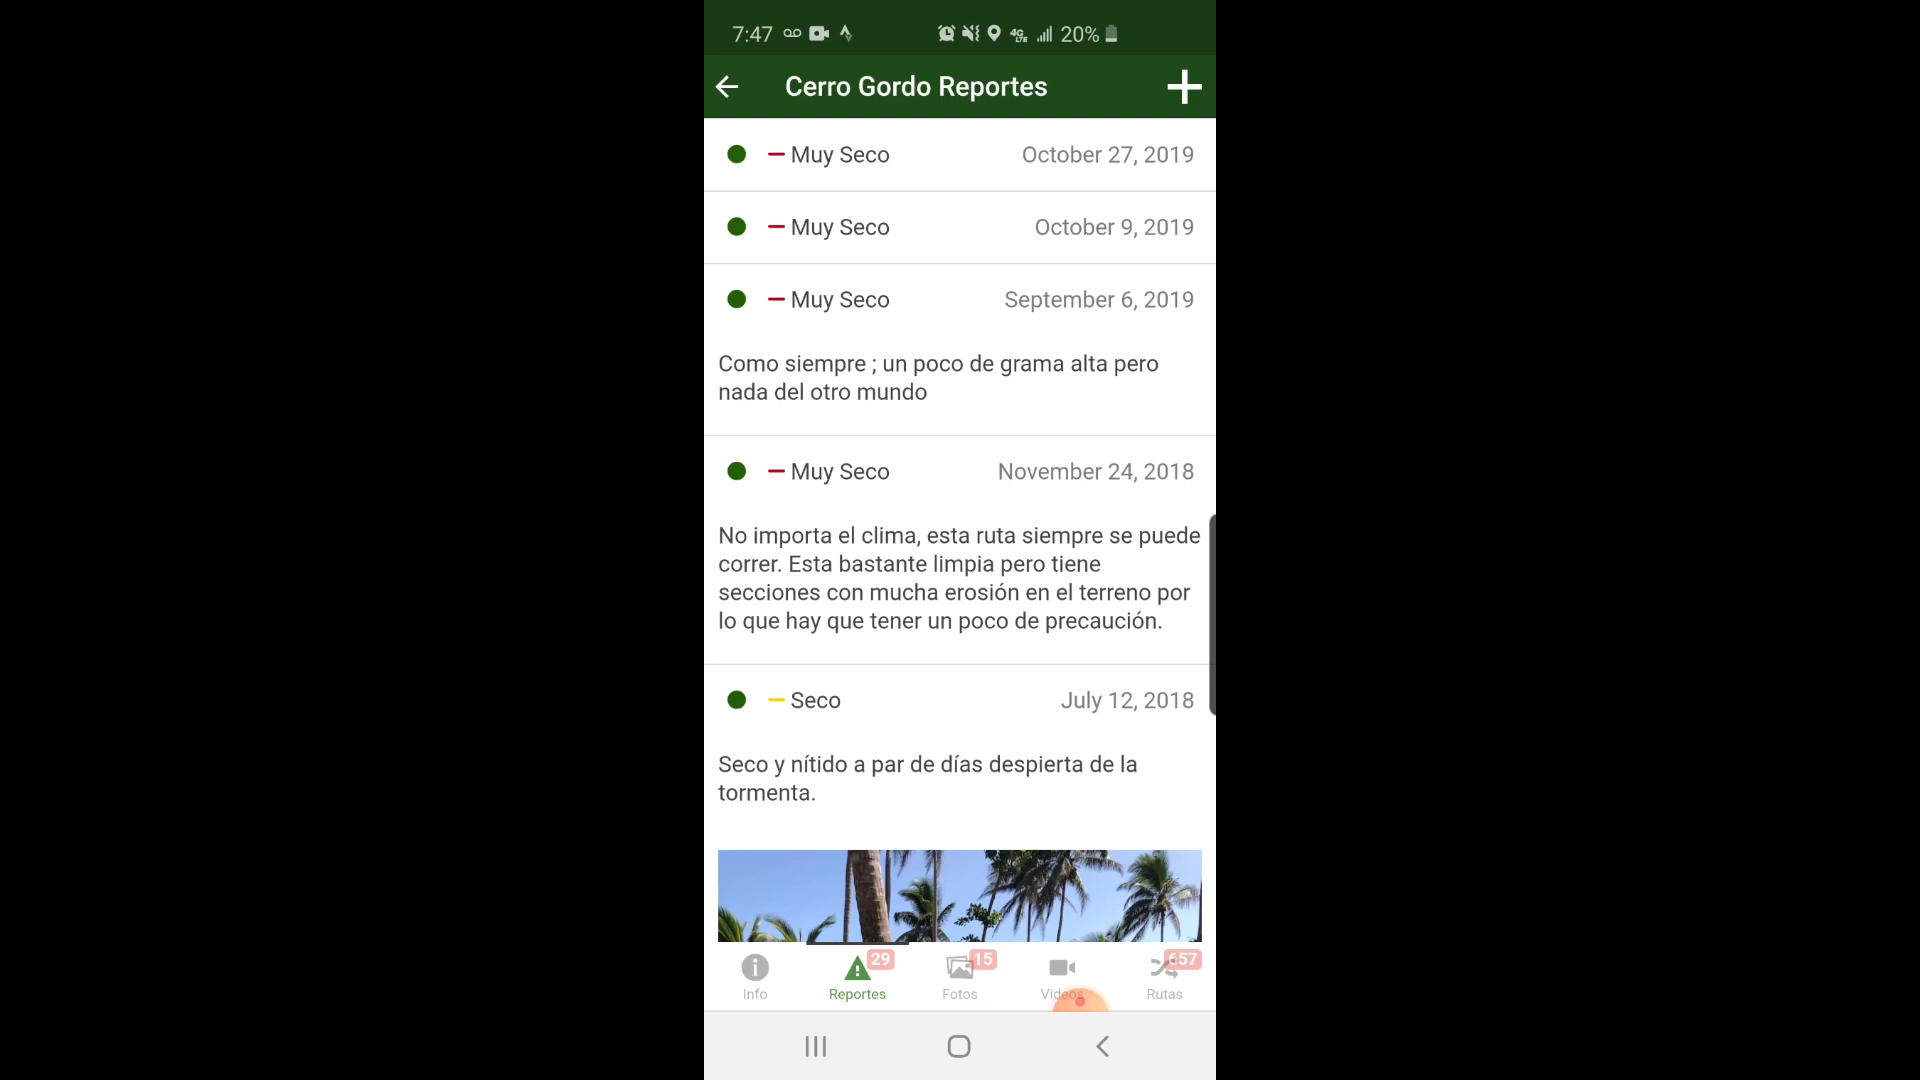 7:47 4G LTE 20%
Cerro Gordo Reportes
Muy Seco October 27, 2019
Muy Seco October 9, 2019
Muy Seco September 6, 2019
Como siempre ; un poco de grama alta pero
nada del otro mundo
Muy Seco November 24, 2018
No importa el clima, esta ruta siempre se puede
correr. Esta bastante limpia pero tiene
secciones con mucha erosión en el terreno por
lo que hay que tener un poco de precaución.
Seco July 12, 2018
Seco y nítido a par de días despierta de la
tormenta.
29 15 657
Info Reportes Fotos Videos Rutas